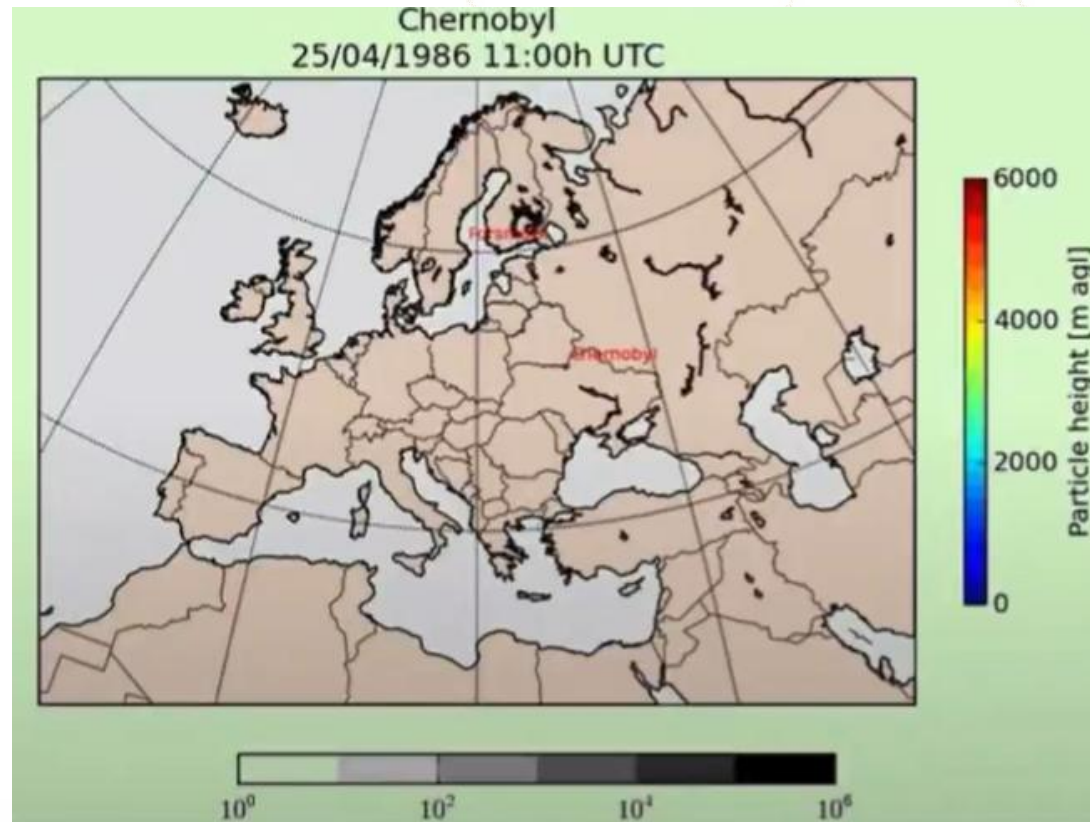 Chernobyl
25/04/1986 11:00h UTC
Forsmark
Chernobyl
6000
4000
2000
0
Particle height [m agl]
10⁰
10²
10⁴
10⁶